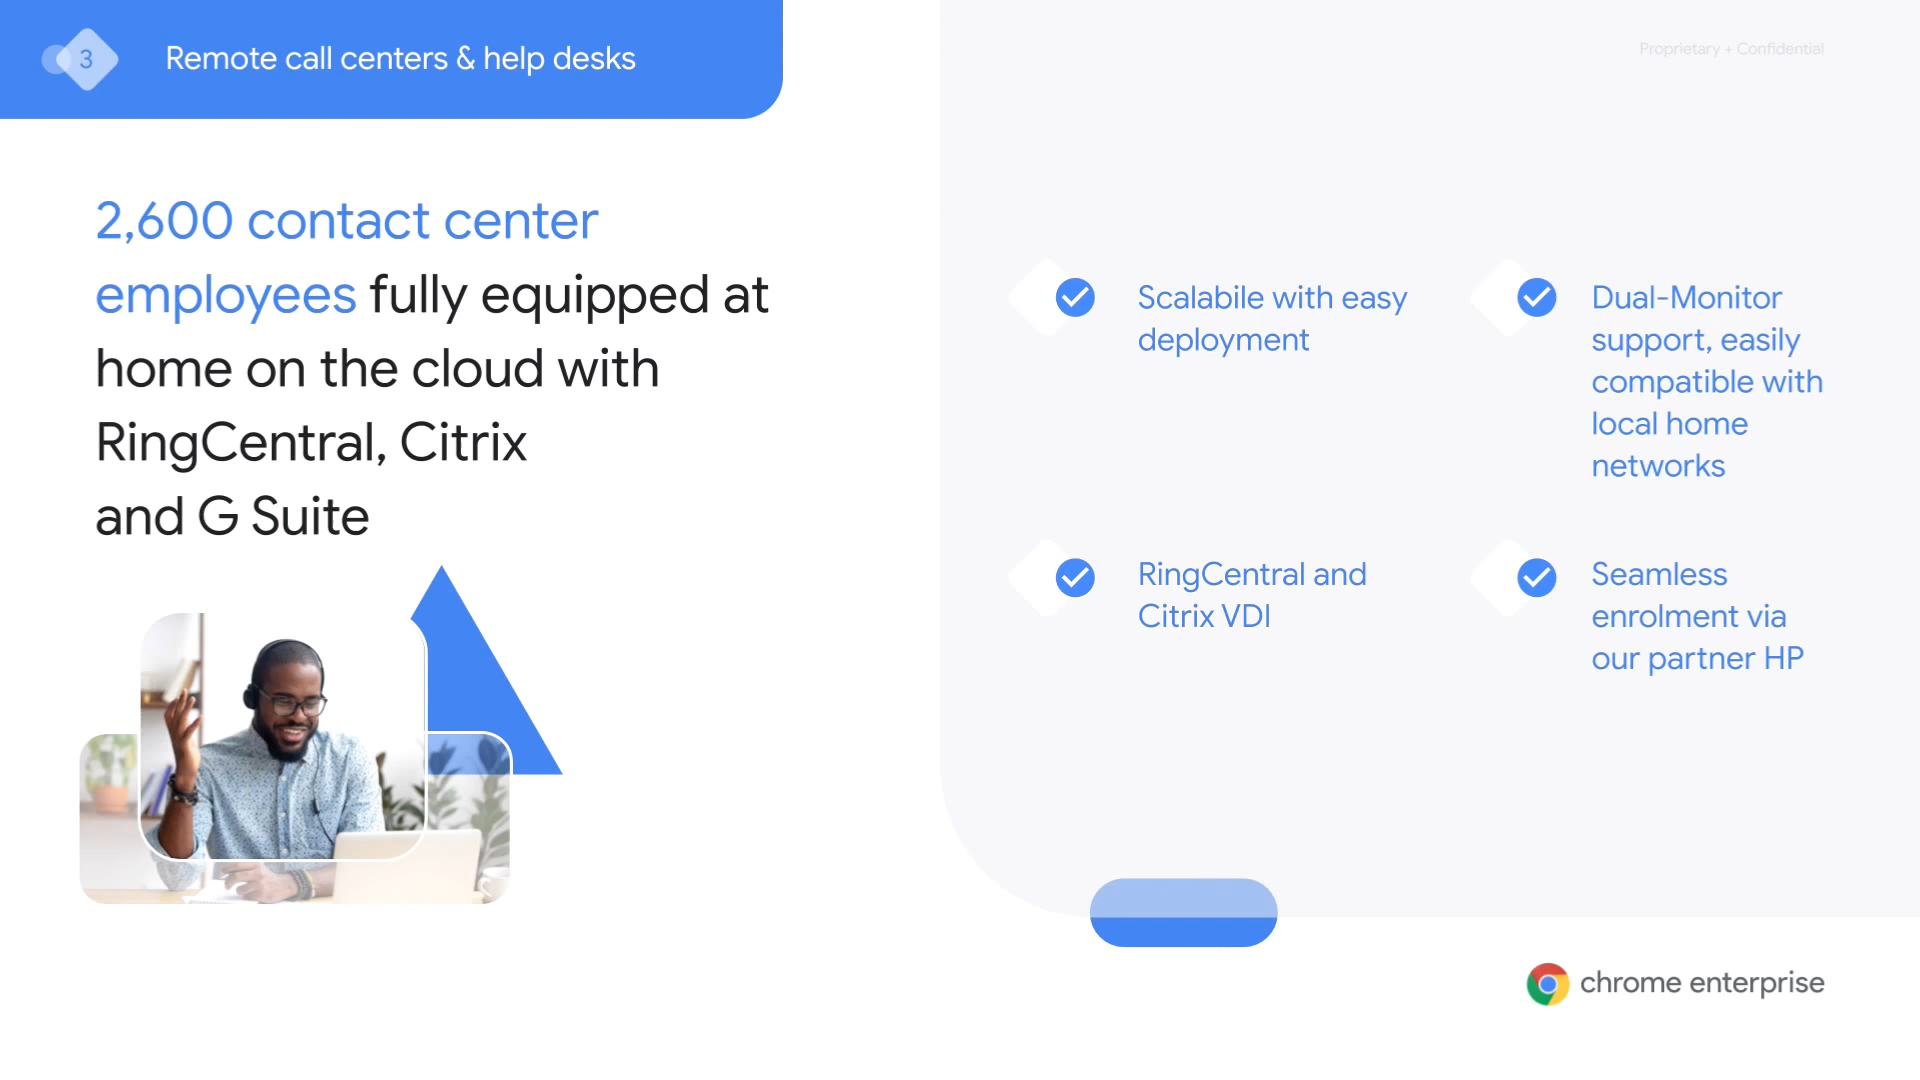 3
Remote call centers & help desks
Proprietary + Confidential
2,600 contact center
employees fully equipped at
home on the cloud with
RingCentral, Citrix
and G Suite
Scalabile with easy
deployment
Dual-Monitor
support, easily
compatible with
local home
networks
RingCentral and
Citrix VDI
Seamless
enrolment via
our partner HP
chrome enterprise